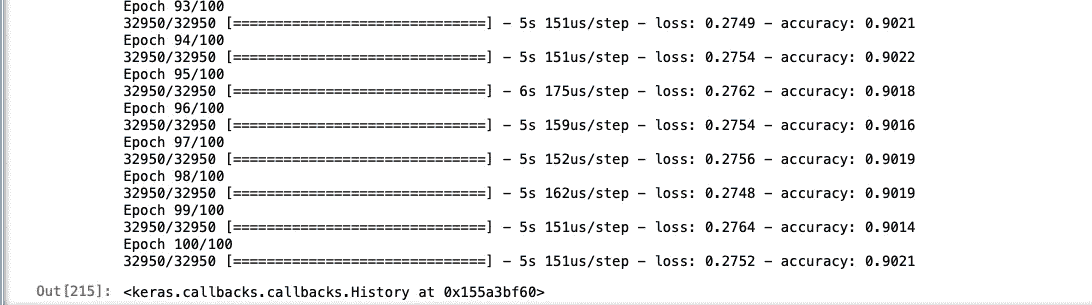 Epoch 93/100
32950/32950 [==============================] - 5s 151us/step - loss: 0.2749 - accuracy: 0.9021
Epoch 94/100
32950/32950 [==============================] - 5s 151us/step - loss: 0.2754 - accuracy: 0.9022
Epoch 95/100
32950/32950 [==============================] - 6s 175us/step - loss: 0.2762 - accuracy: 0.9018
Epoch 96/100
32950/32950 [==============================] - 5s 159us/step - loss: 0.2754 - accuracy: 0.9016
Epoch 97/100
32950/32950 [==============================] - 5s 152us/step - loss: 0.2756 - accuracy: 0.9019
Epoch 98/100
32950/32950 [==============================] - 5s 162us/step - loss: 0.2748 - accuracy: 0.9019
Epoch 99/100
32950/32950 [==============================] - 5s 151us/step - loss: 0.2764 - accuracy: 0.9014
Epoch 100/100
32950/32950 [==============================] - 5s 151us/step - loss: 0.2752 - accuracy: 0.9021
Out[215]: <keras.callbacks.callbacks.History at 0x155a3bf60>